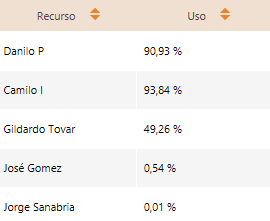 Recurso Uso
Danilo P 90,93 %
Camilo I 93,84 %
Gildardo Tovar 49,26 %
José Gomez 0,54 %
Jorge Sanabria 0,01 %